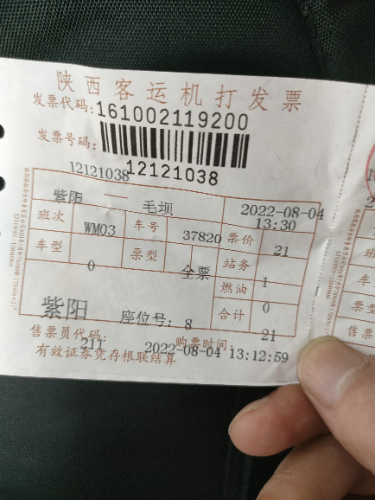 陕西客运机打发票
发票代码:161002119200
发票号码:
12121038 12121038
紫阳 — 毛坝 2022-08-04
13:30
班次 WM03 车号 37820 票价 21
车型 0 票型 全票 站务 1
燃油 0
合计 21
紫阳 座位号: 8
售票员代码: 211 购票时间:
2022-08-04 13:12:59
有效证券凭存根联结算